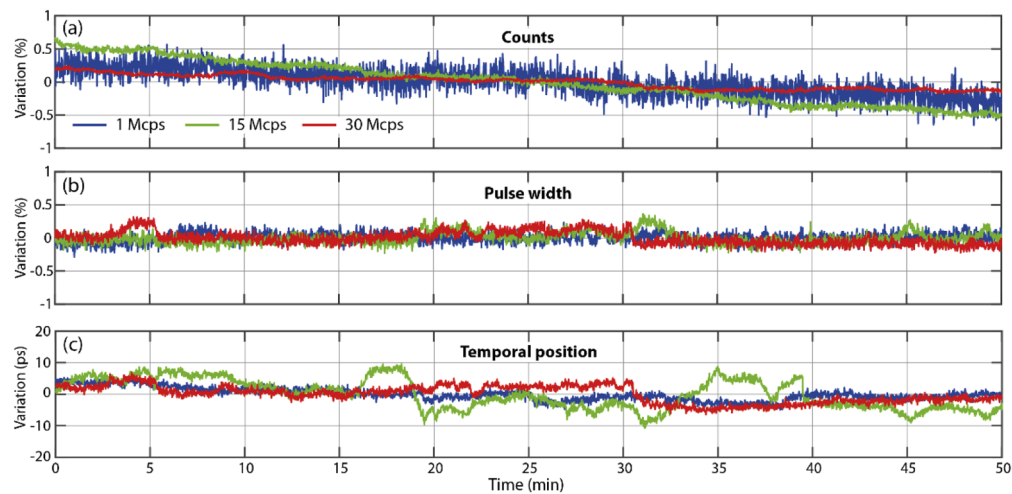 (a)
Counts
Variation (%)
1
0.5
0
-0.5
-1
1 Mcps 15 Mcps 30 Mcps
(b)
Pulse width
Variation (%)
1
0.5
0
-0.5
-1
(c)
Temporal position
Variation (ps)
20
10
0
-10
-20
0 5 10 15 20 25 30 35 40 45 50
Time (min)